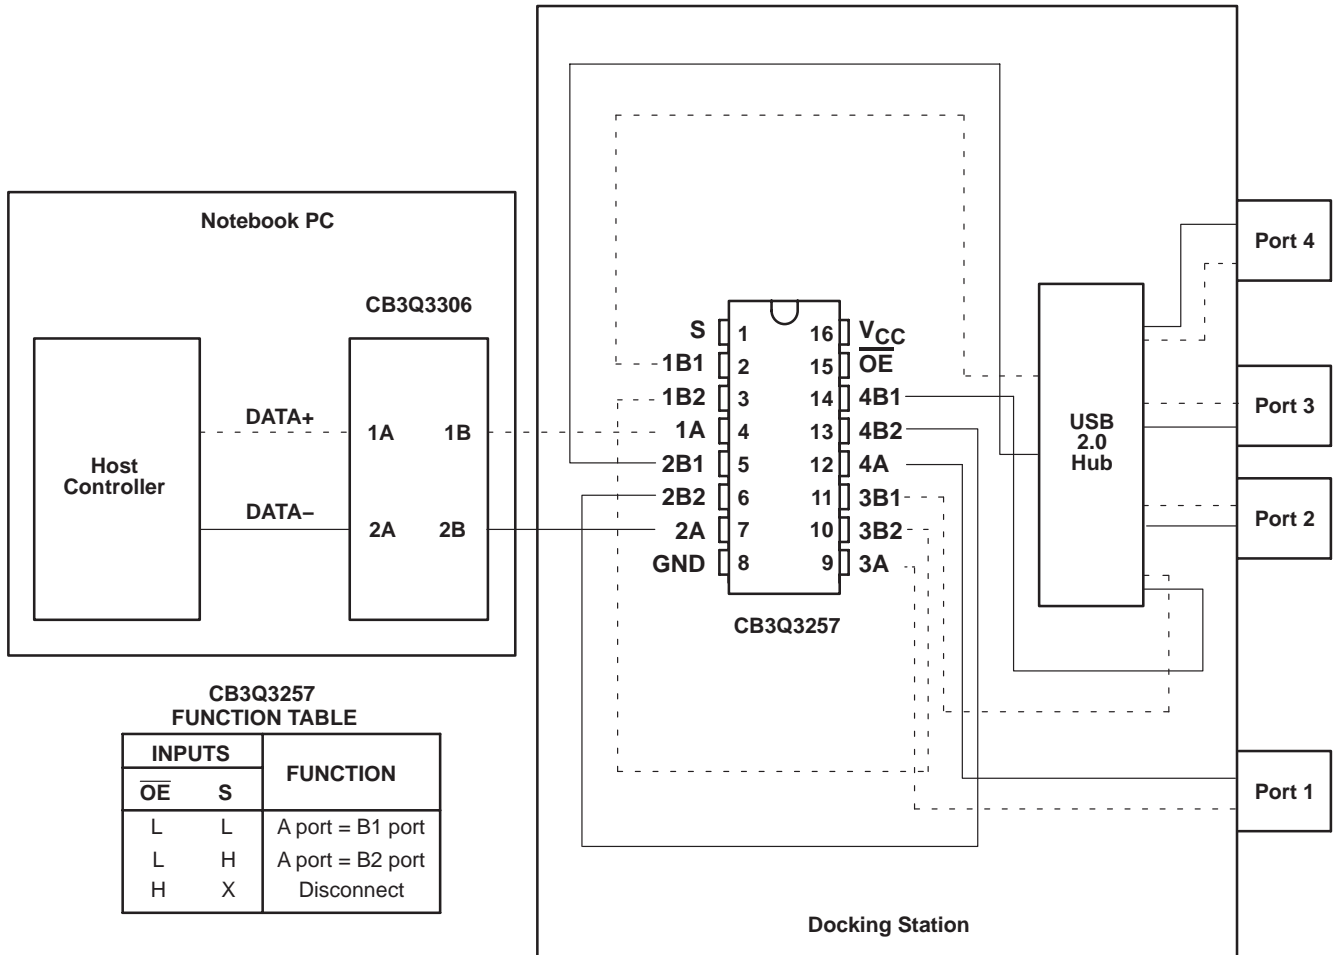 Notebook PC
CB3Q3306
Host
Controller
DATA+
DATA−
1A 1B
2A 2B
S 1 16 VCC
1B1 2 15 O̅E̅
1B2 3 14 4B1
1A 4 13 4B2
2B1 5 12 4A
2B2 6 11 3B1
2A 7 10 3B2
GND 8 9 3A
CB3Q3257
USB
2.0
Hub
Port 4
Port 3
Port 2
Port 1
Docking Station
CB3Q3257
FUNCTION TABLE
INPUTS FUNCTION
O̅E̅ S
L L A port = B1 port
L H A port = B2 port
H X Disconnect